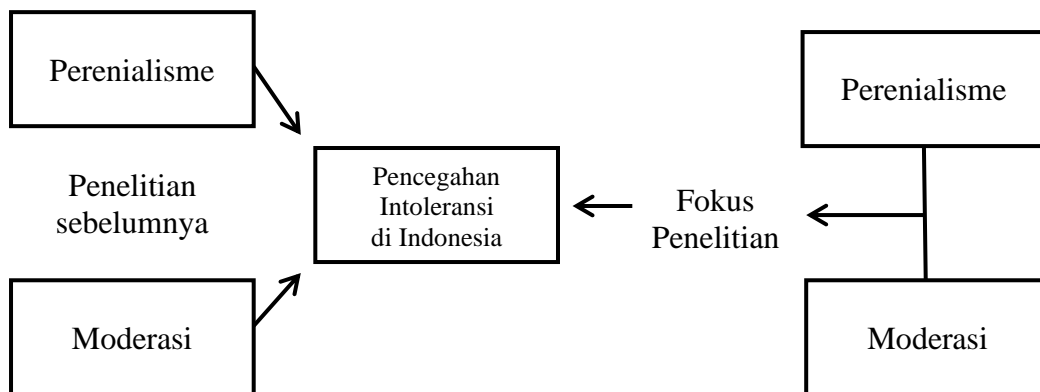 Perenialisme
Penelitian
sebelumnya
Moderasi
Pencegahan
Intoleransi
di Indonesia
Fokus
Penelitian
Perenialisme
Moderasi